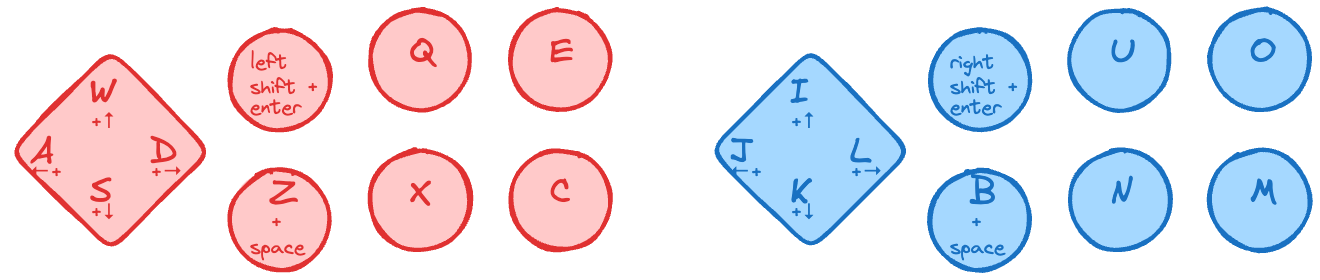 W
+↑
A
←+
D
+→
S
+↓
left
shift +
enter
Q
E
Z
+
space
X
C
I
+↑
J
←+
L
+→
K
+↓
right
shift +
enter
U
O
B
+
space
N
M